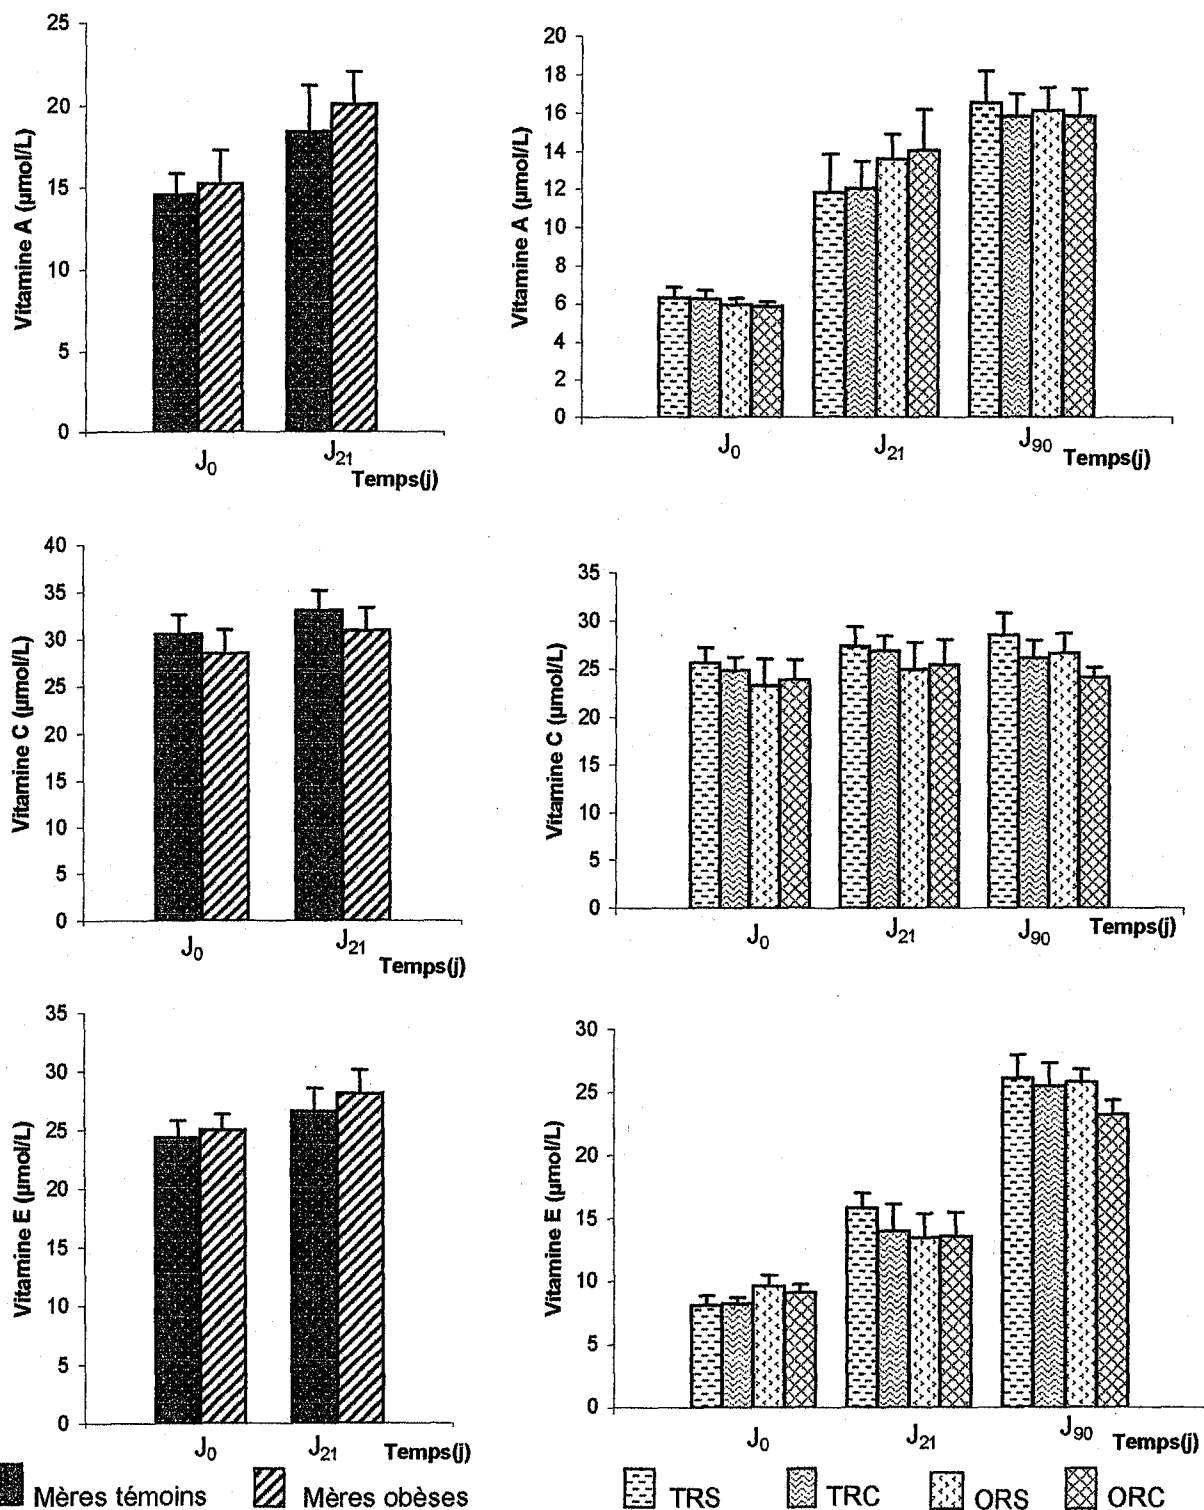 Vitamine A (µmol/L)
25
20
15
10
5
0
J0
J21
Temps(j)
Vitamine A (µmol/L)
20
18
16
14
12
10
8
6
4
2
0
J0
J21
J90
Temps(j)
Vitamine C (µmol/L)
40
35
30
25
20
15
10
5
0
J0
J21
Temps(j)
Vitamine C (µmol/L)
35
30
25
20
15
10
5
0
J0
J21
J90
Temps(j)
Vitamine E (µmol/L)
35
30
25
20
15
10
5
0
J0
J21
Temps(j)
Vitamine E (µmol/L)
30
25
20
15
10
5
0
J0
J21
J90
Temps(j)
Mères témoins
Mères obèses
TRS
TRC
ORS
ORC